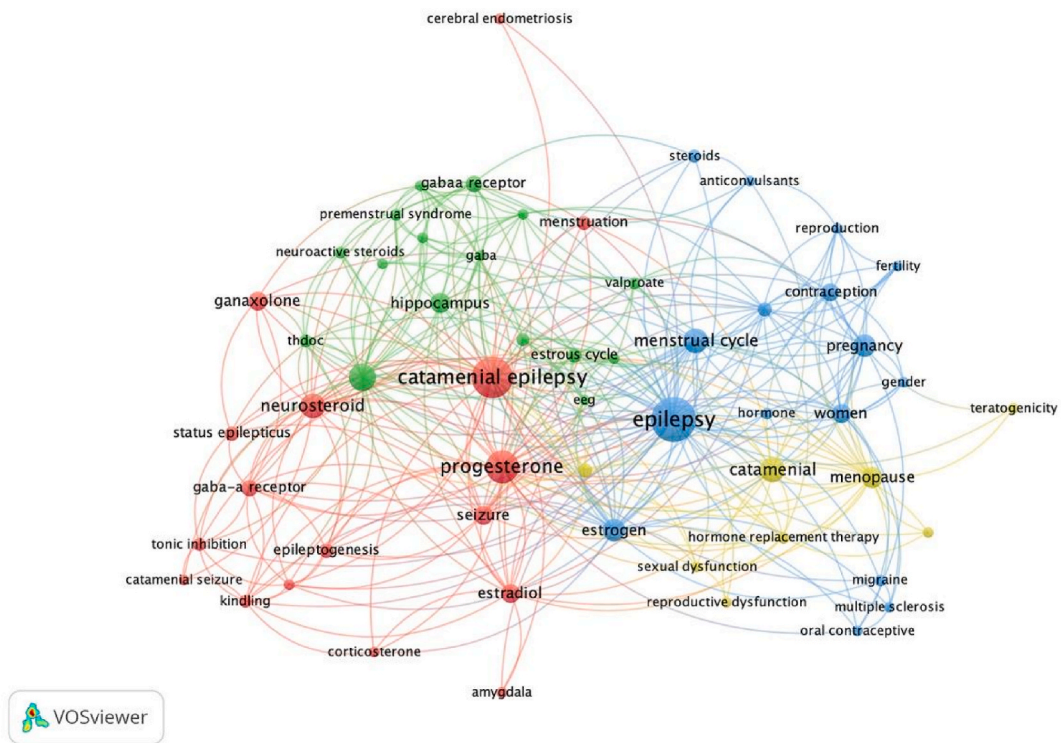 cerebral endometriosis
steroids
anticonvulsants
gabaa receptor
premenstrual syndrome
menstruation
reproduction
neuroactive steroids
gaba
fertility
valproate
contraception
ganaxolone
hippocampus
thdoc
menstrual cycle
pregnancy
estrous cycle
catamenial epilepsy
gender
eeg
neurosteroid
epilepsy
hormone
women
teratogenicity
status epilepticus
progesterone
catamenial
menopause
gaba-a receptor
seizure
estrogen
hormone replacement therapy
tonic inhibition
epileptogenesis
sexual dysfunction
catamenial seizure
migraine
kindling
estradiol
reproductive dysfunction
multiple sclerosis
oral contraceptive
corticosterone
amygdala
VOSviewer